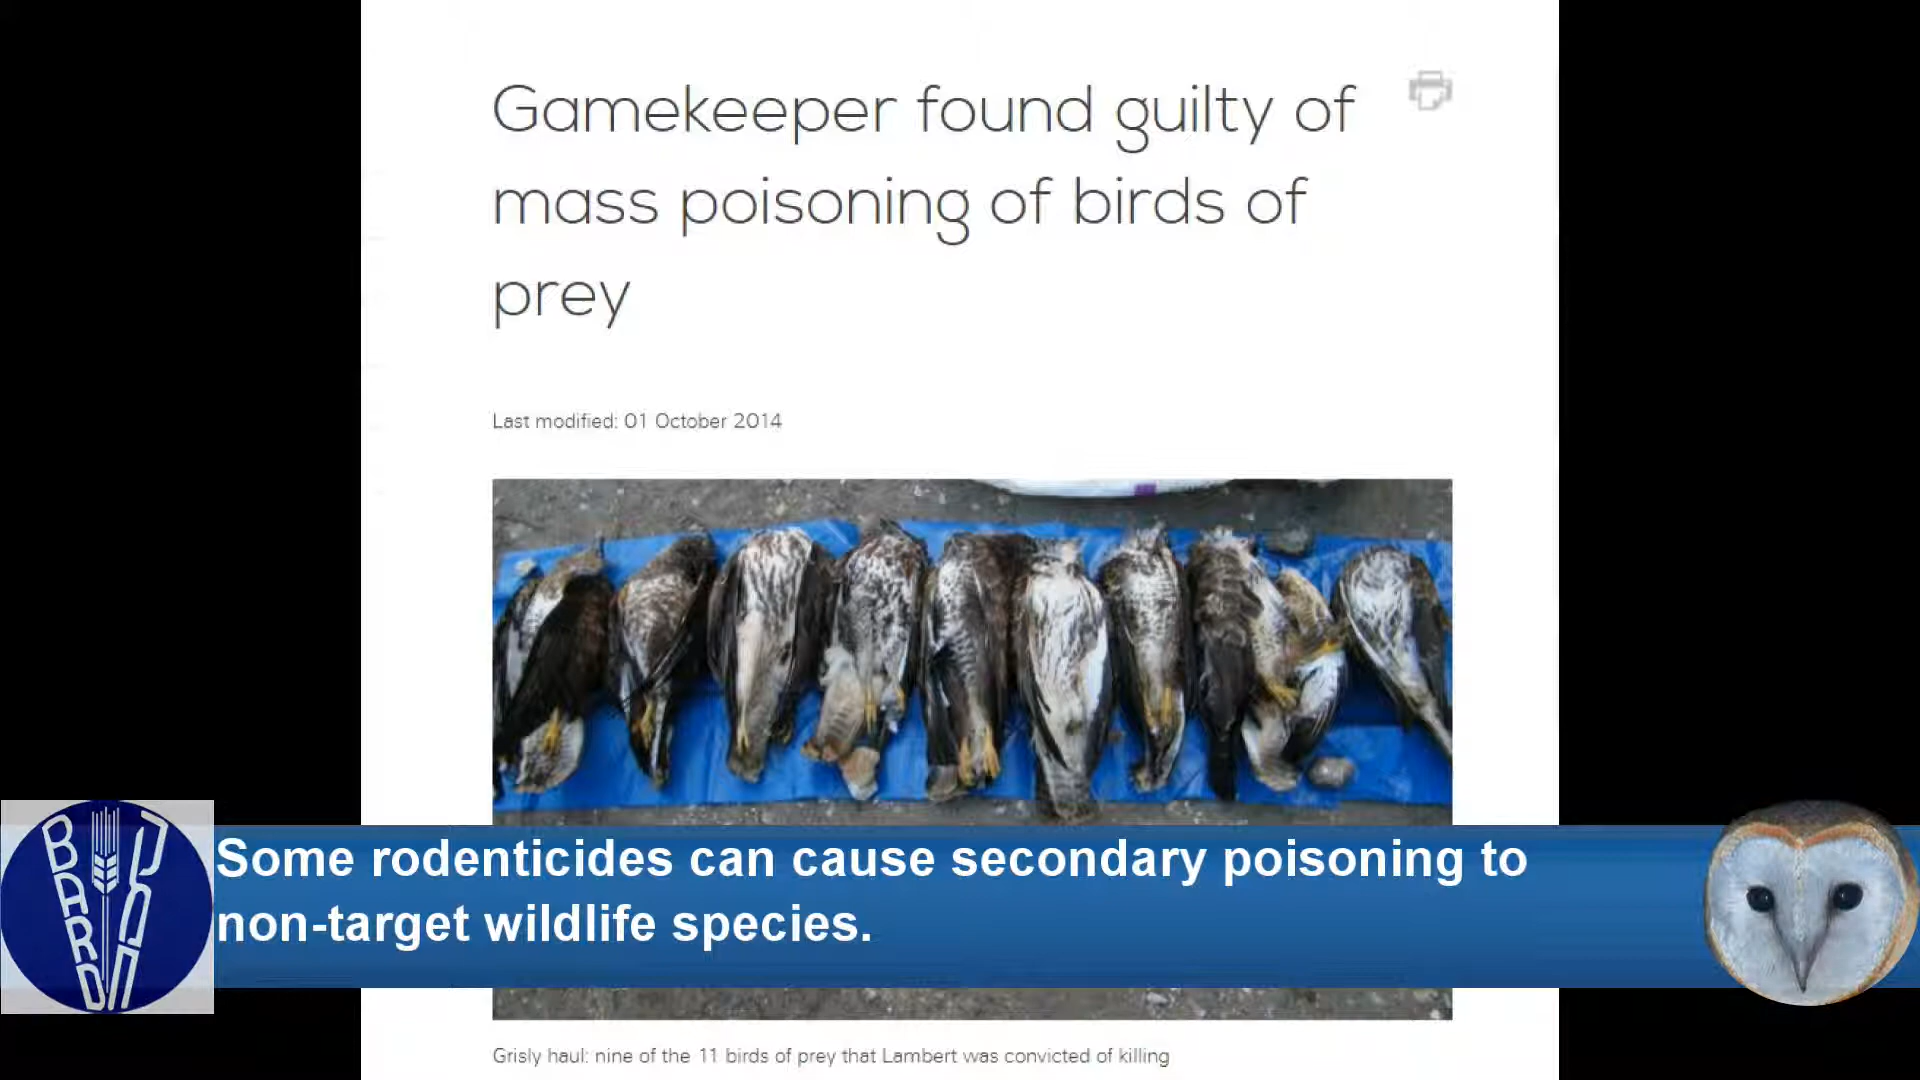 Gamekeeper found guilty of
mass poisoning of birds of
prey
Last modified: 01 October 2014
BARD
Some rodenticides can cause secondary poisoning to
non-target wildlife species.
Grisly haul: nine of the 11 birds of prey that Lambert was convicted of killing